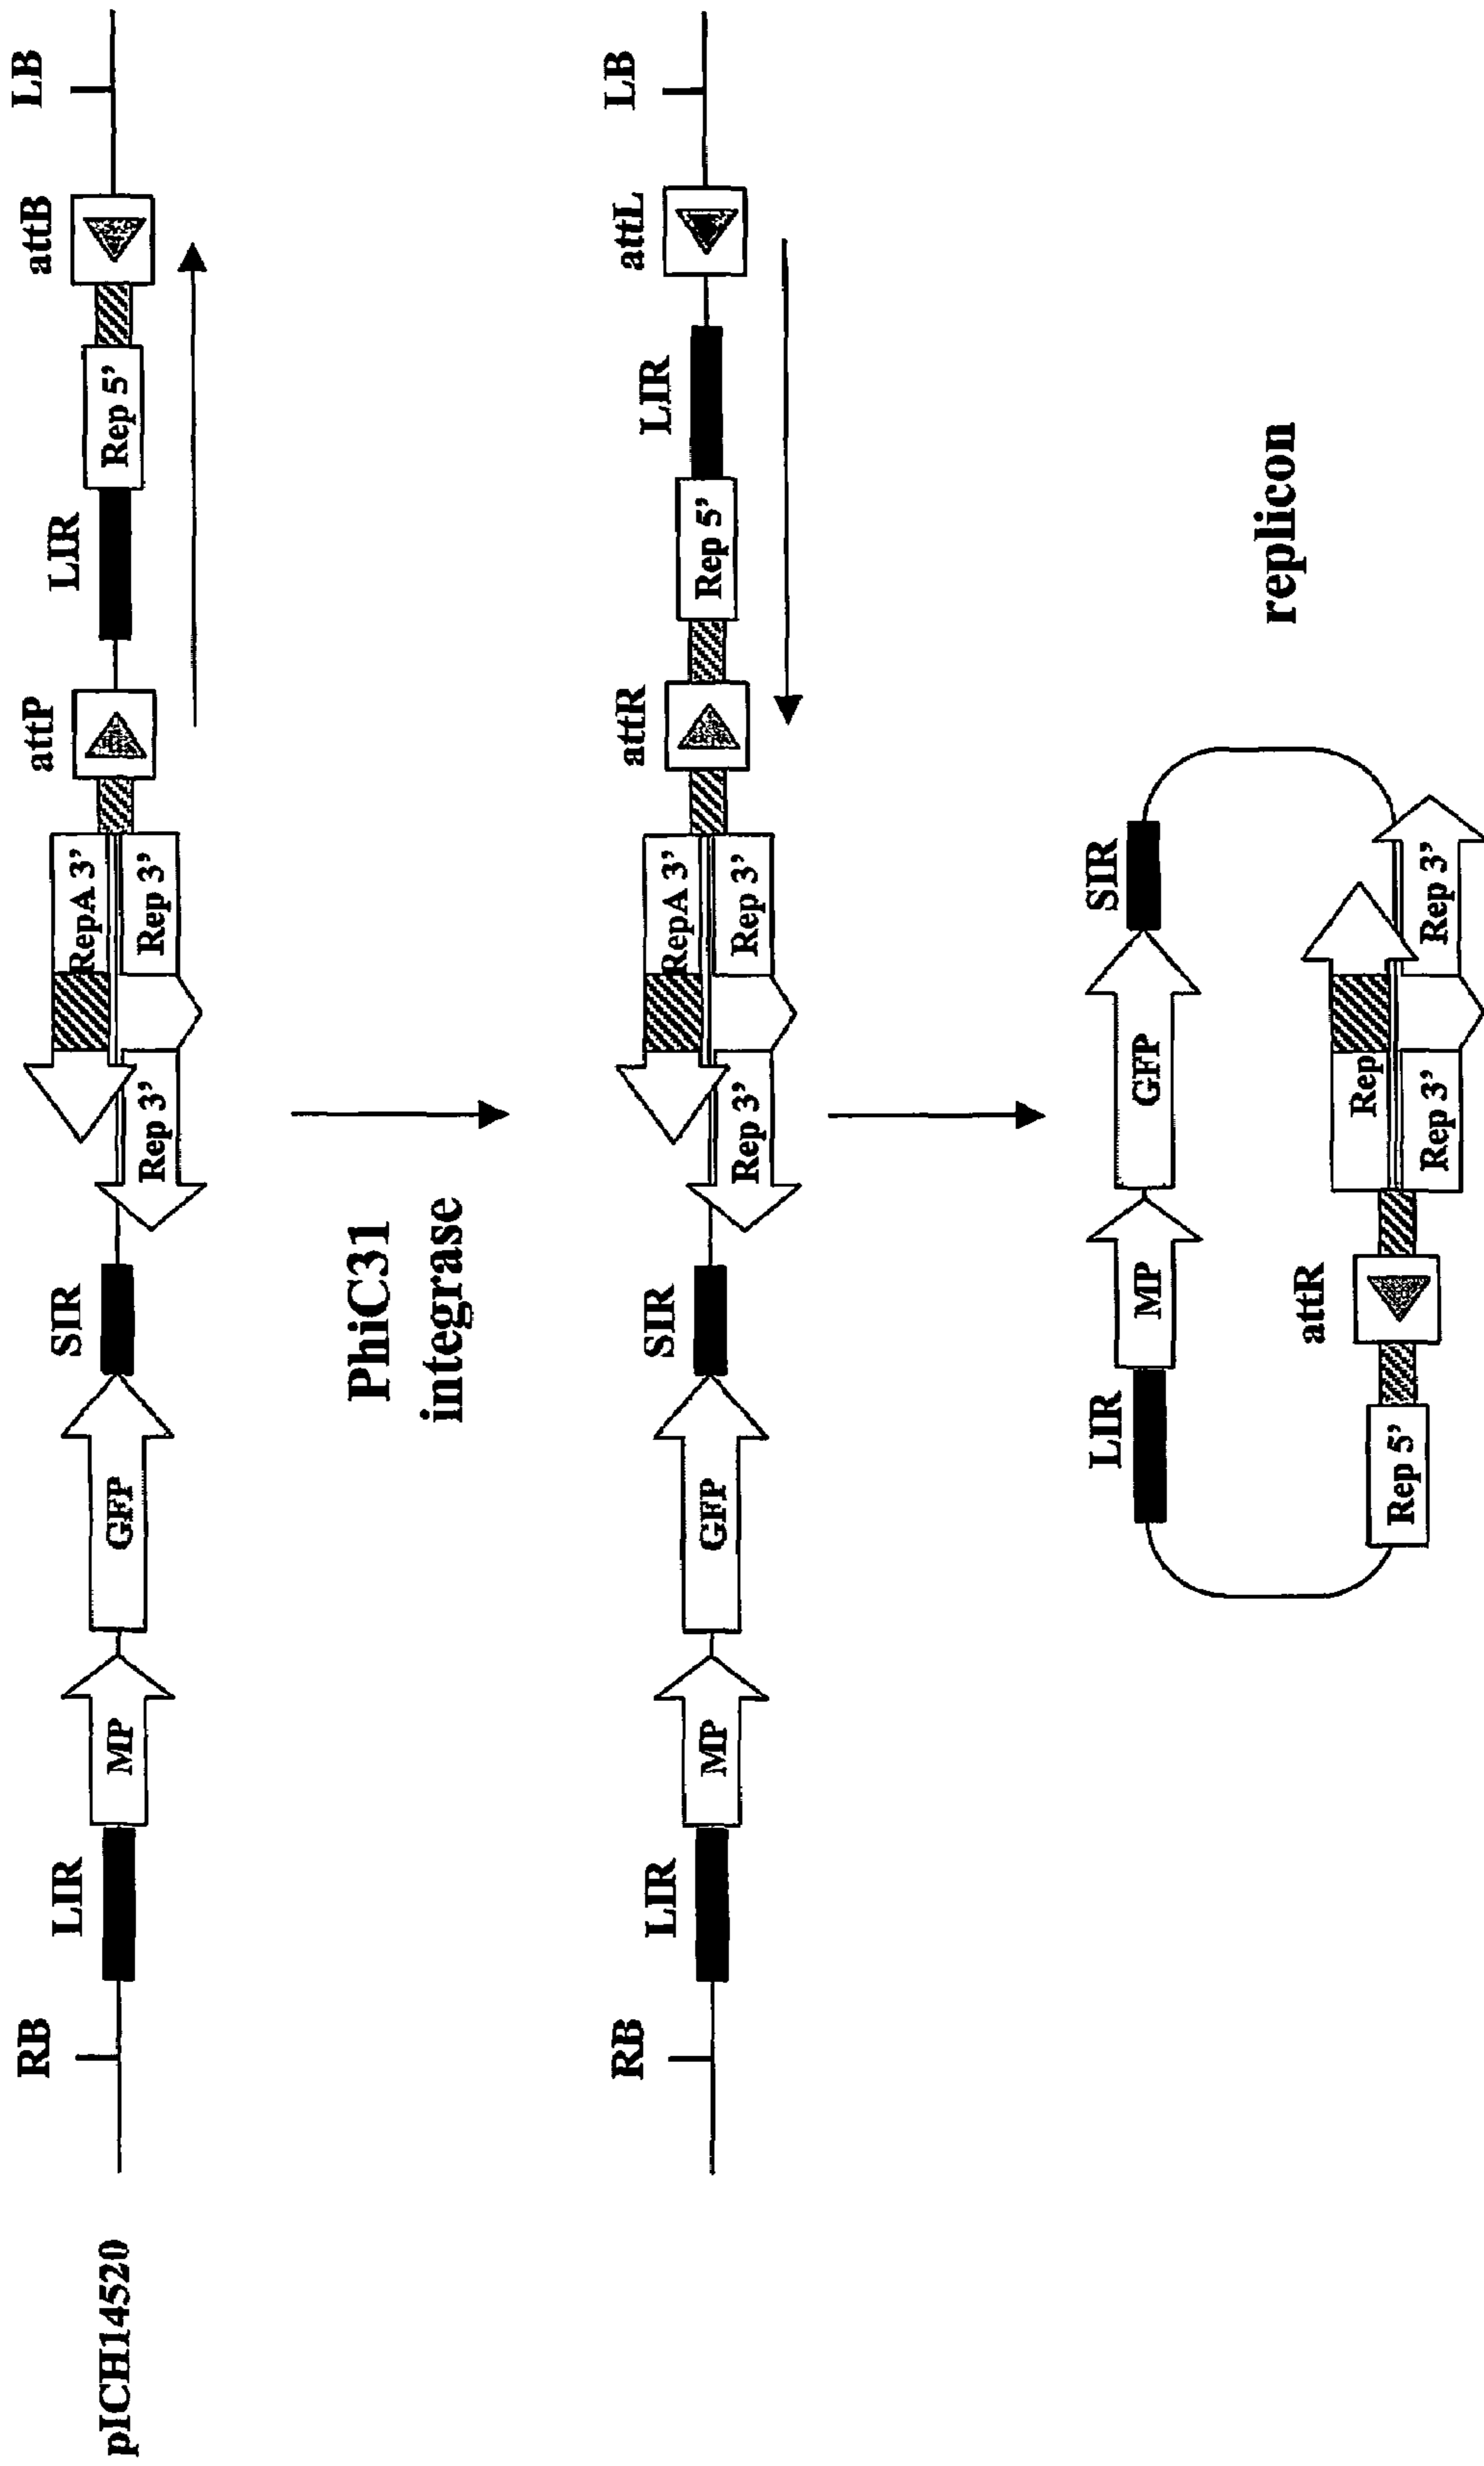 pICH14520
RB
LIR
MP
GFP
SIR
Rep 3'
RepA 3'
Rep 3'
attP
LIR
Rep 5'
attB
LB
PhiC31
integrase
RB
LIR
MP
GFP
SIR
Rep 3'
RepA 3'
Rep 3'
attR
Rep 5'
LIR
attL
LB
LIR
MP
GFP
SIR
replicon
Rep 5'
attR
Rep
Rep 3'
Rep 3'